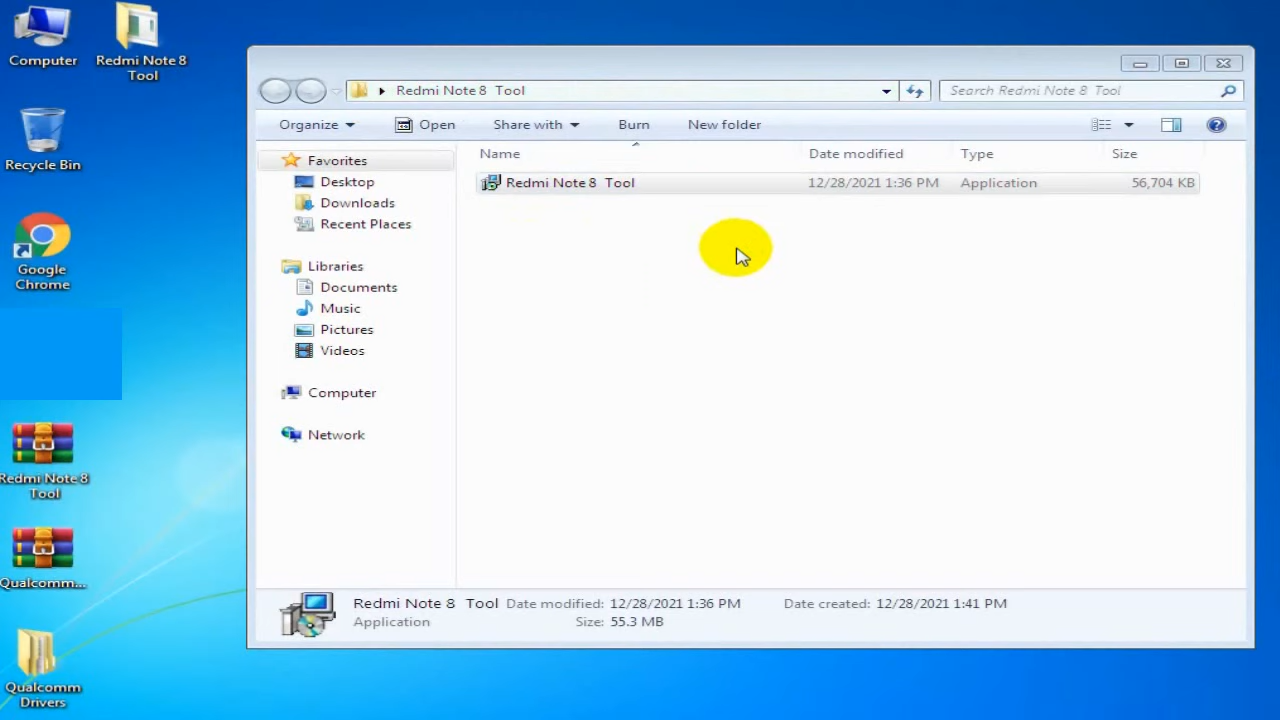 Computer
Redmi Note 8
Tool
Recycle Bin
Google
Chrome
Redmi Note 8
Tool
Qualcomm...
Qualcomm
Drivers
Redmi Note 8  Tool
Search Redmi Note 8  Tool
Organize
Open
Share with
Burn
New folder
Favorites
Desktop
Downloads
Recent Places
Libraries
Documents
Music
Pictures
Videos
Computer
Network
Name Date modified Type Size
Redmi Note 8  Tool 12/28/2021 1:36 PM Application 56,704 KB
Redmi Note 8  Tool Date modified: 12/28/2021 1:36 PM Date created: 12/28/2021 1:41 PM
Application Size: 55.3 MB